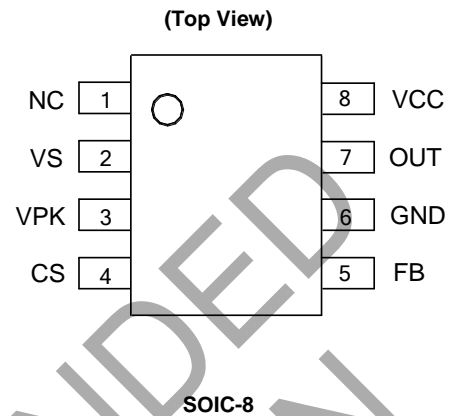 (Top View)
NC 1 8 VCC
VS 2 7 OUT
VPK 3 6 GND
CS 4 5 FB
SOIC-8